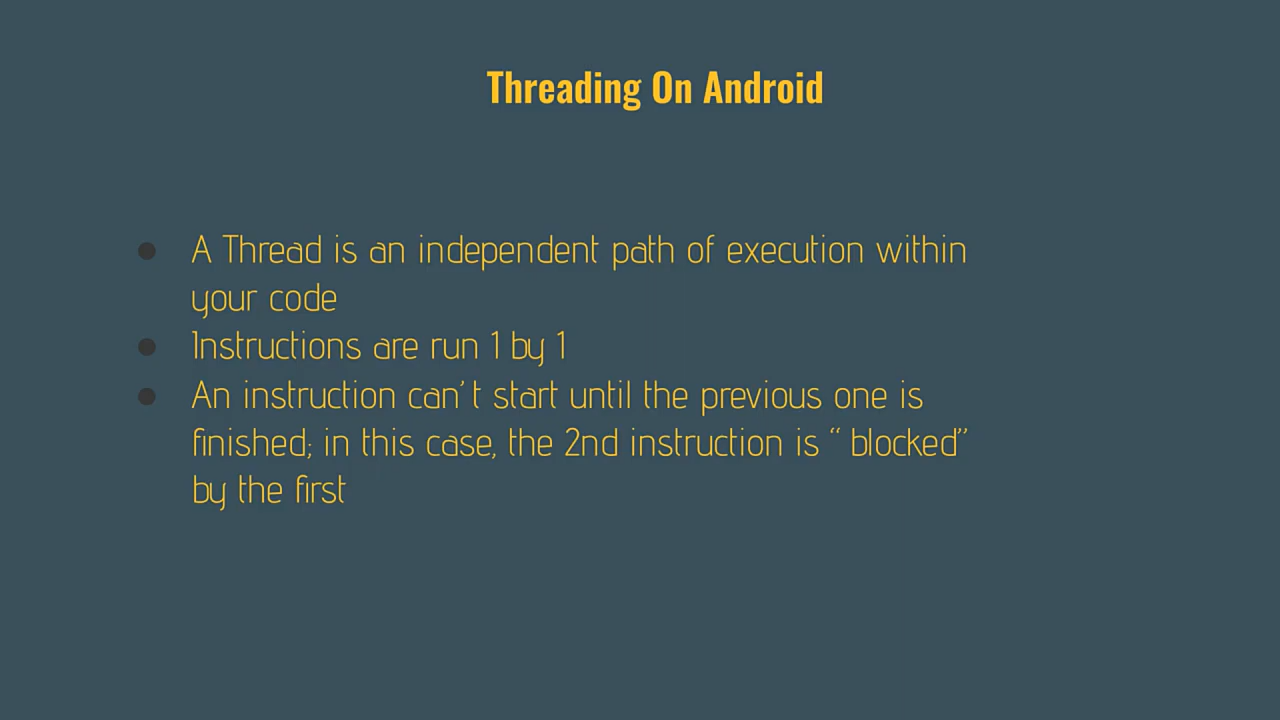 Threading On Android
● A Thread is an independent path of execution within
your code
● Instructions are run 1 by 1
● An instruction can't start until the previous one is
finished; in this case, the 2nd instruction is “ blocked”
by the first